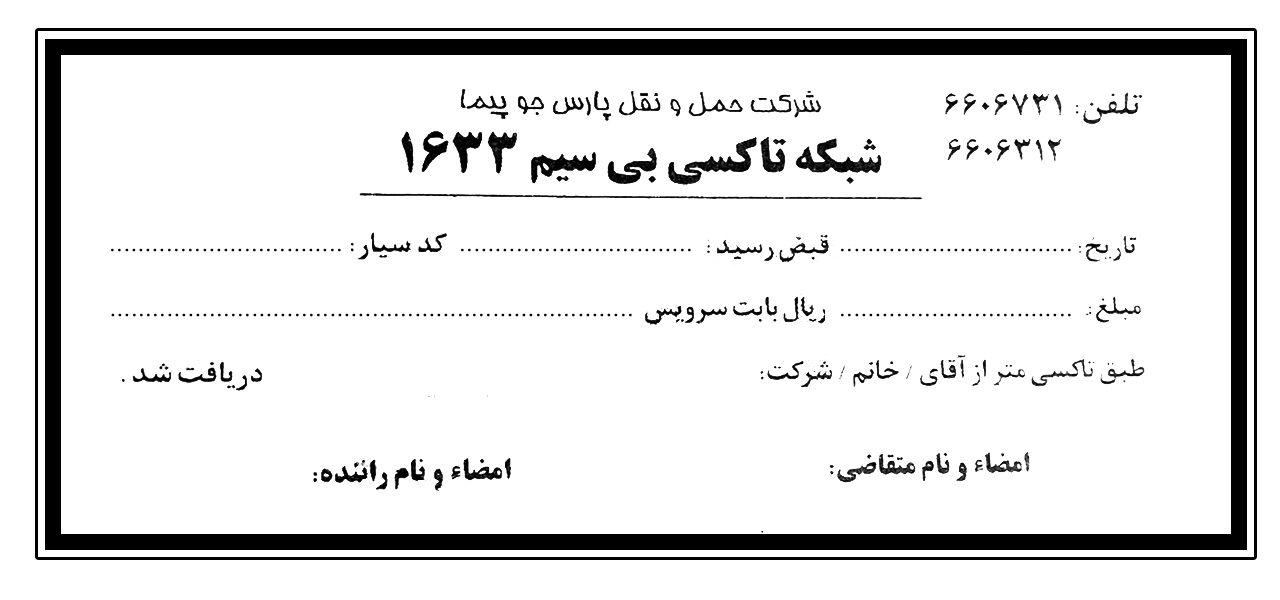 شرکت حمل و نقل پارس جو پیما
تلفن: ۶۶۰۶۷۳۱
۶۶۰۶۳۱۲
شبکه تاکسی بی سیم ۱۶۳۳
تاریخ: ................................. قبض رسید: ................................. کد سیار: .................................
مبلغ: ................................. ریال بابت سرویس ..........................................................................
طبق تاکسی متر از آقای / خانم / شرکت: دریافت شد .
امضاء و نام متقاضی: امضاء و نام راننده: